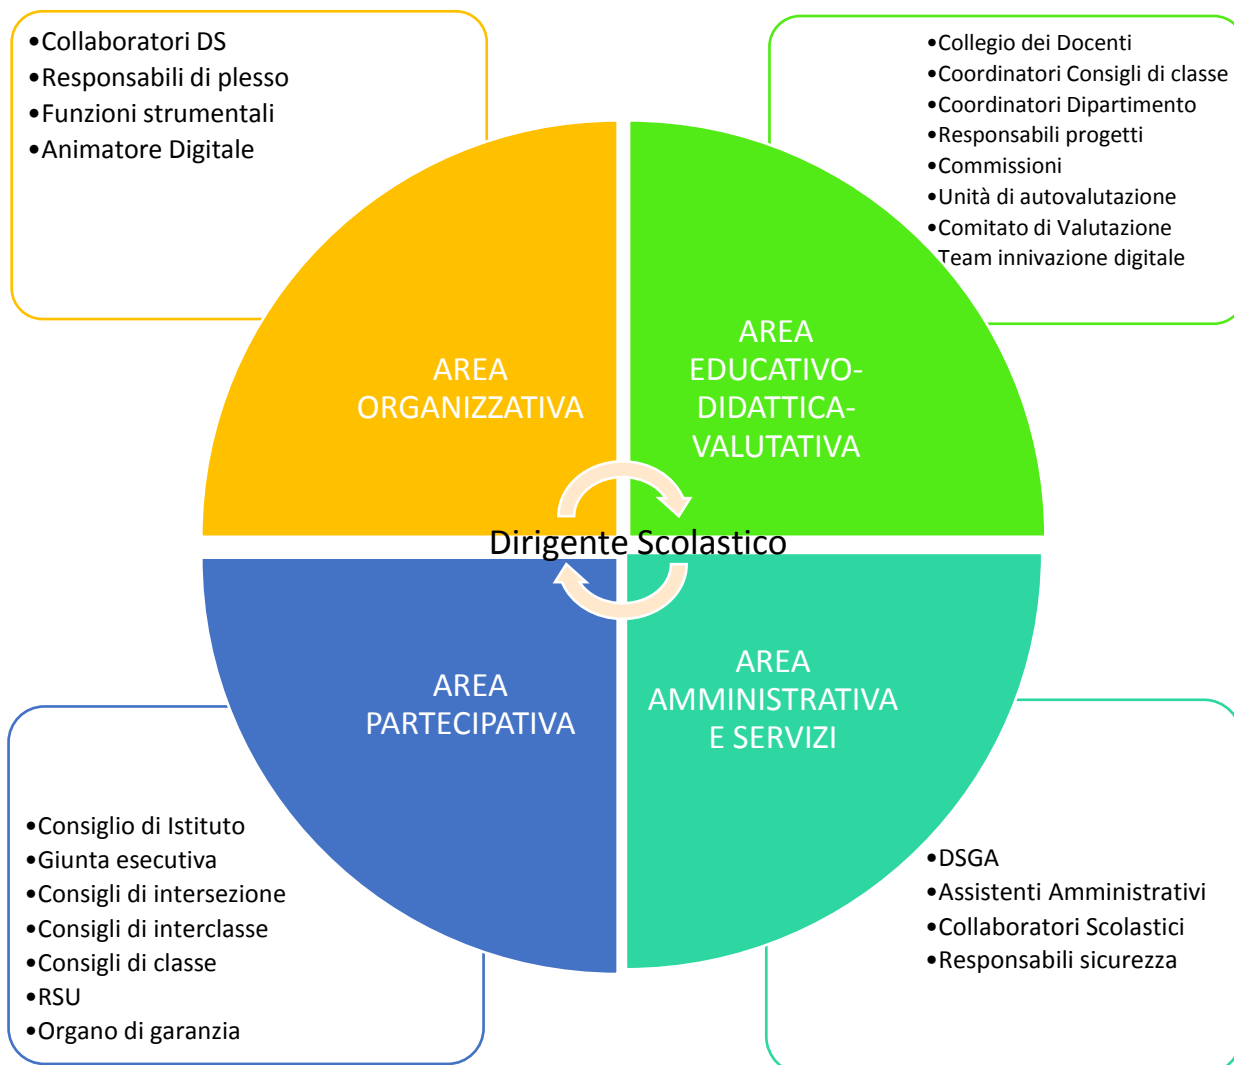 •Collaboratori DS
•Responsabili di plesso
•Funzioni strumentali
•Animatore Digitale
•Collegio dei Docenti
•Coordinatori Consigli di classe
•Coordinatori Dipartimento
•Responsabili progetti
•Commissioni
•Unità di autovalutazione
•Comitato di Valutazione
Team innivazione digitale
AREA
ORGANIZZATIVA
AREA
EDUCATIVO-
DIDATTICA-
VALUTATIVA
Dirigente Scolastico
AREA
PARTECIPATIVA
AREA
AMMINISTRATIVA
E SERVIZI
•Consiglio di Istituto
•Giunta esecutiva
•Consigli di intersezione
•Consigli di interclasse
•Consigli di classe
•RSU
•Organo di garanzia
•DSGA
•Assistenti Amministrativi
•Collaboratori Scolastici
•Responsabili sicurezza